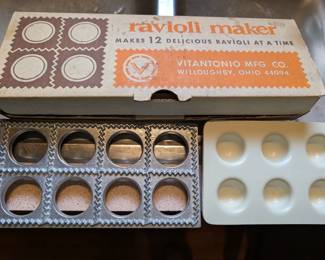 ravioli maker
MAKES 12 DELICIOUS RAVIOLI AT A TIME
VITANTONIO MFG. CO.
WILLOUGHBY, OHIO 44094